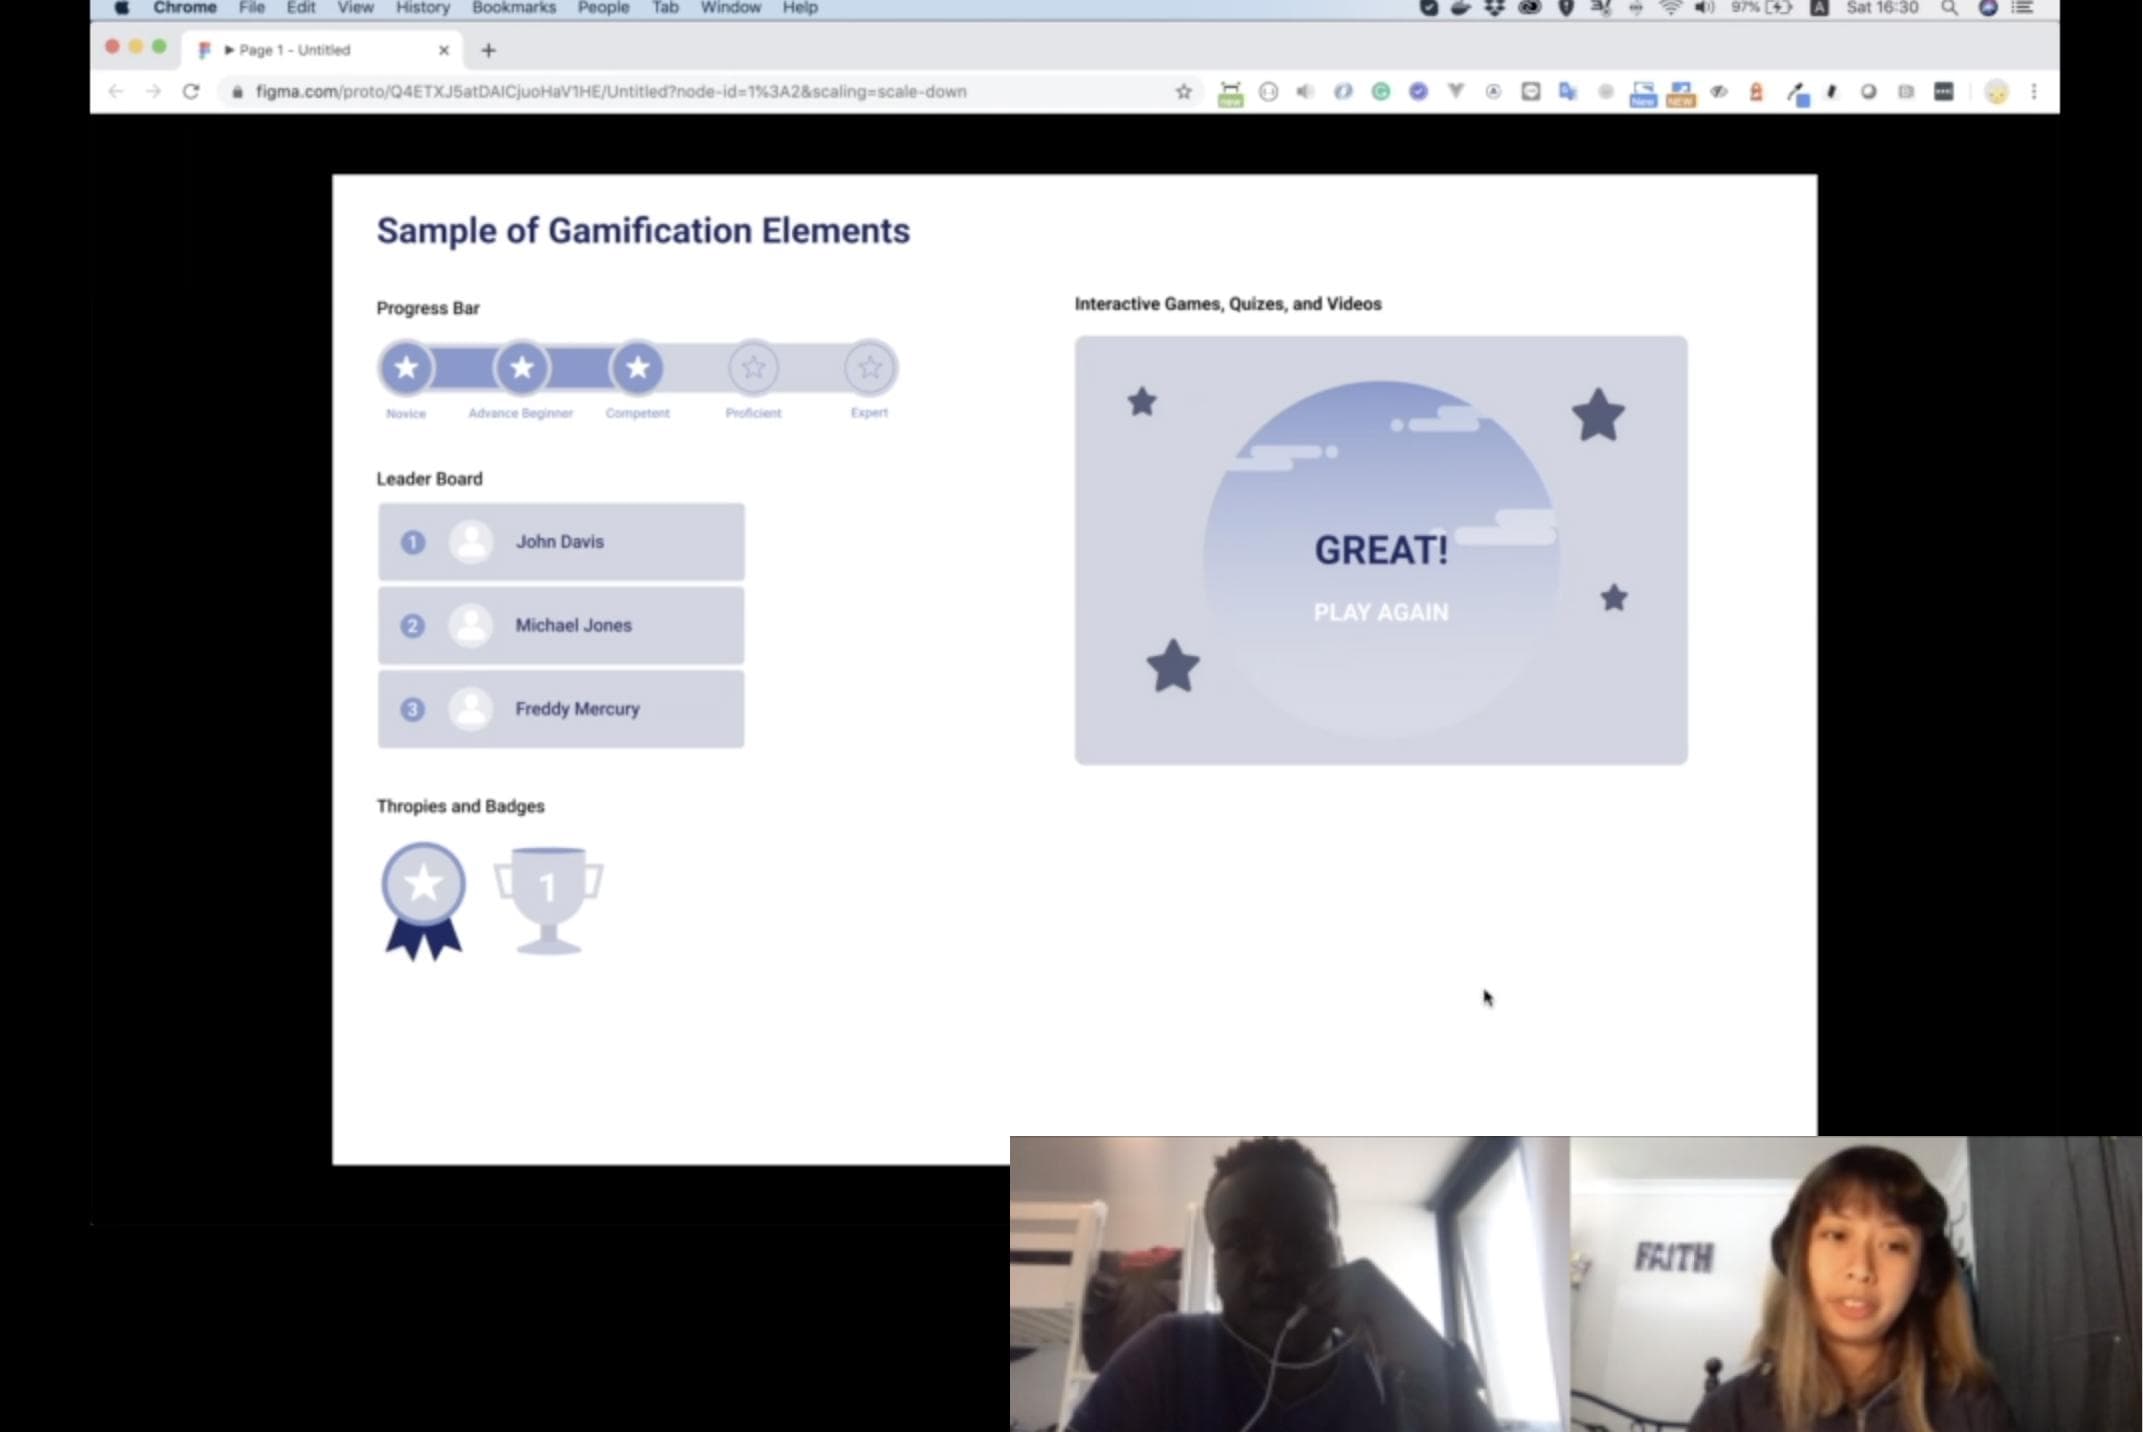 Chrome File Edit View History Bookmarks People Tab Window Help 97% A Sat 16:30
Page 1 - Untitled
figma.com/proto/Q4ETXJ5atDAICjuoHaV1HE/Untitled?node-id=1%3A2&scaling=scale-down
new
New
NEW
Sample of Gamification Elements
Progress Bar
Novice Advance Beginner Competent Proficient Expert
Leader Board
1 John Davis
2 Michael Jones
3 Freddy Mercury
Thropies and Badges
1
Interactive Games, Quizes, and Videos
GREAT!
PLAY AGAIN
FAITH